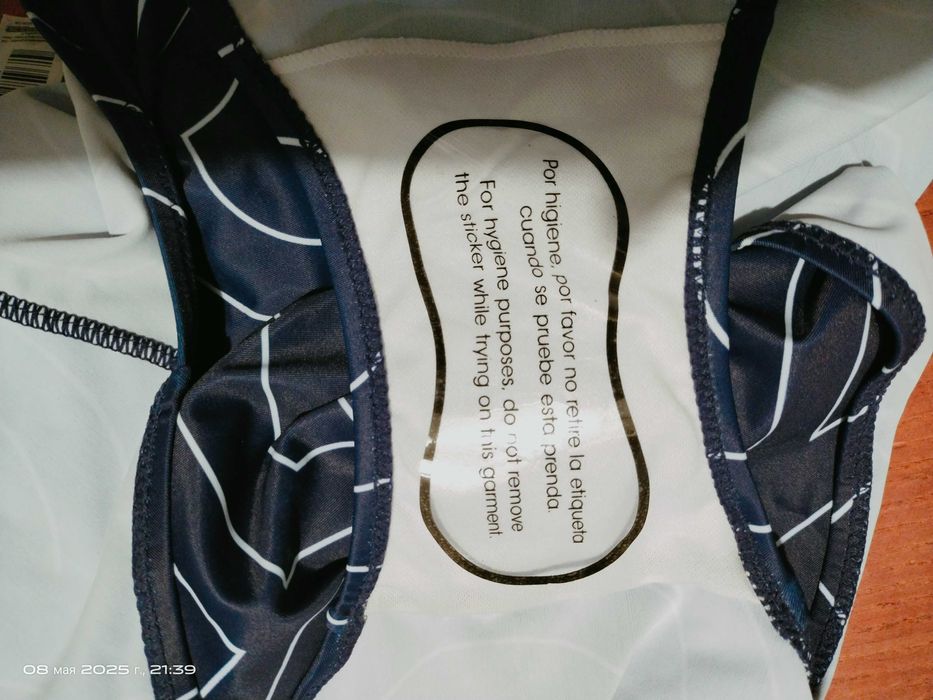 Por higiene, por favor no retire la etiqueta
cuando se pruebe esta prenda.
For hygiene purposes, do not remove
the sticker while trying on this garment.
08 мая 2025 г., 21:39